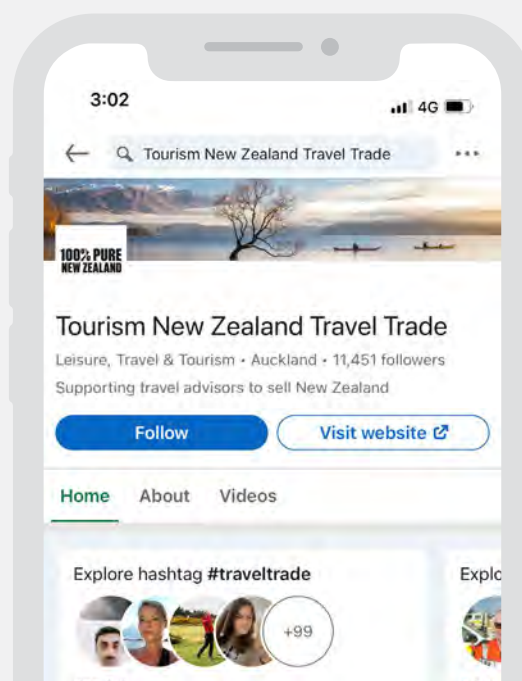 3:02
4G
Tourism New Zealand Travel Trade
100% PURE
NEW ZEALAND
Tourism New Zealand Travel Trade
Leisure, Travel & Tourism • Auckland • 11,451 followers
Supporting travel advisors to sell New Zealand
Follow Visit website
Home About Videos
Explore hashtag #traveltrade Explo
+99